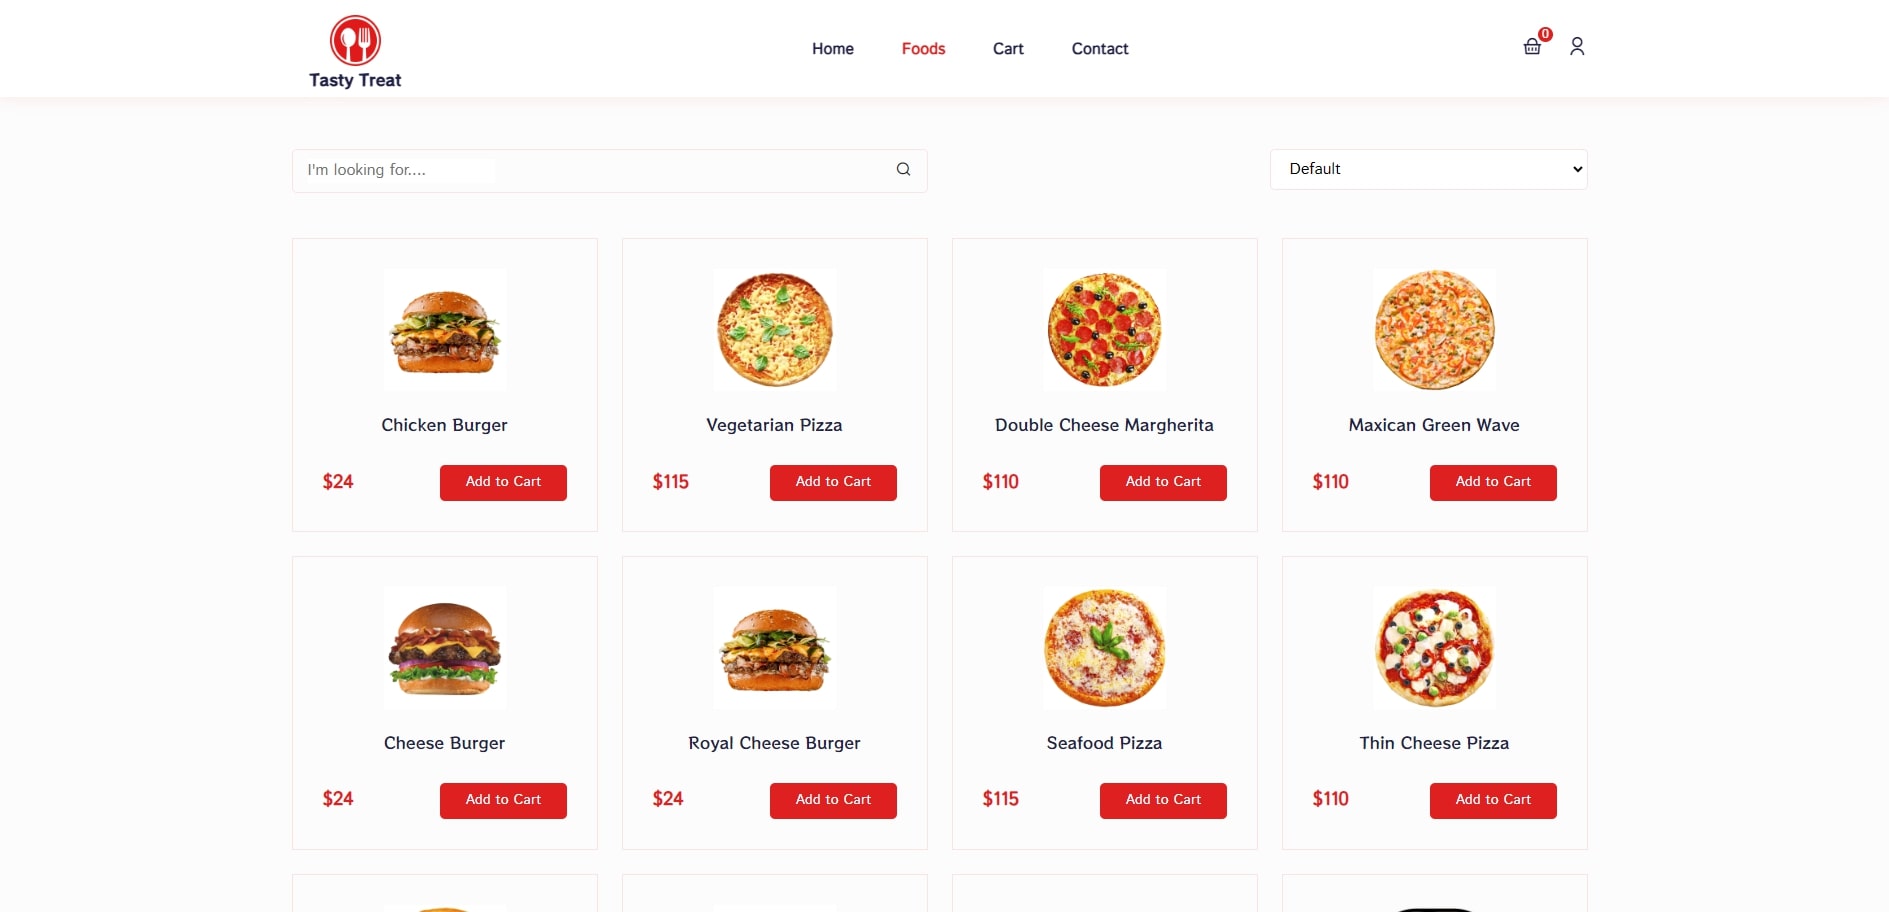 Tasty Treat
Home Foods Cart Contact
0
I'm looking for....
Default
Chicken Burger
$24 Add to Cart
Vegetarian Pizza
$115 Add to Cart
Double Cheese Margherita
$110 Add to Cart
Maxican Green Wave
$110 Add to Cart
Cheese Burger
$24 Add to Cart
Royal Cheese Burger
$24 Add to Cart
Seafood Pizza
$115 Add to Cart
Thin Cheese Pizza
$110 Add to Cart